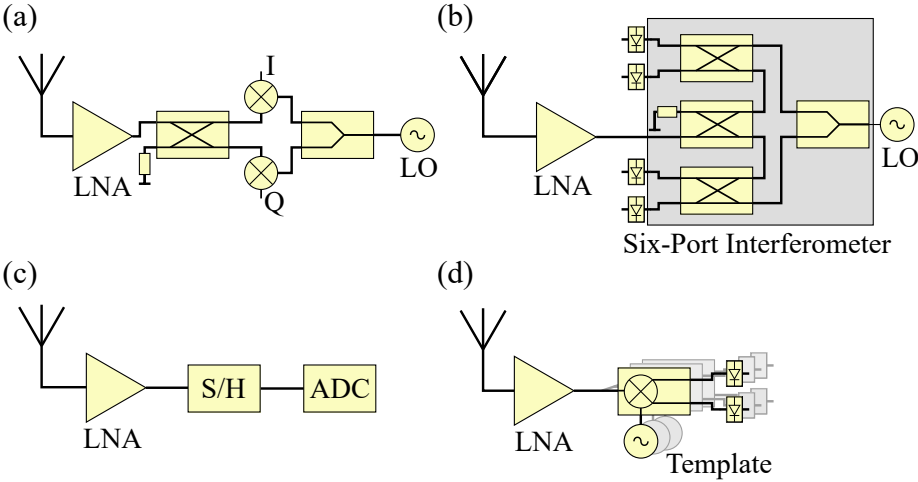 (a)
I
LNA
Q
LO
(b)
LNA
LO
Six-Port Interferometer
(c)
S/H
ADC
LNA
(d)
LNA
Template